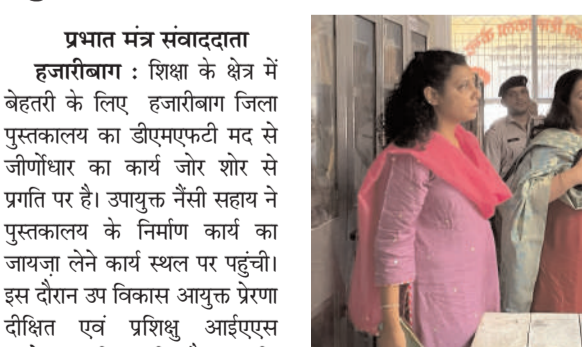 प्रभात मंत्र संवाददाता
हजारीबाग : शिक्षा के क्षेत्र में
बेहतरी के लिए हजारीबाग जिला
पुस्तकालय का डीएमएफटी मद से
जीर्णोधार का कार्य जोर शोर से
प्रगति पर है। उपायुक्त नैंसी सहाय ने
पुस्तकालय के निर्माण कार्य का
जायज़ा लेने कार्य स्थल पर पहुंची।
इस दौरान उप विकास आयुक्त प्रेरणा
दीक्षित एवं प्रशिक्षु आईएएस